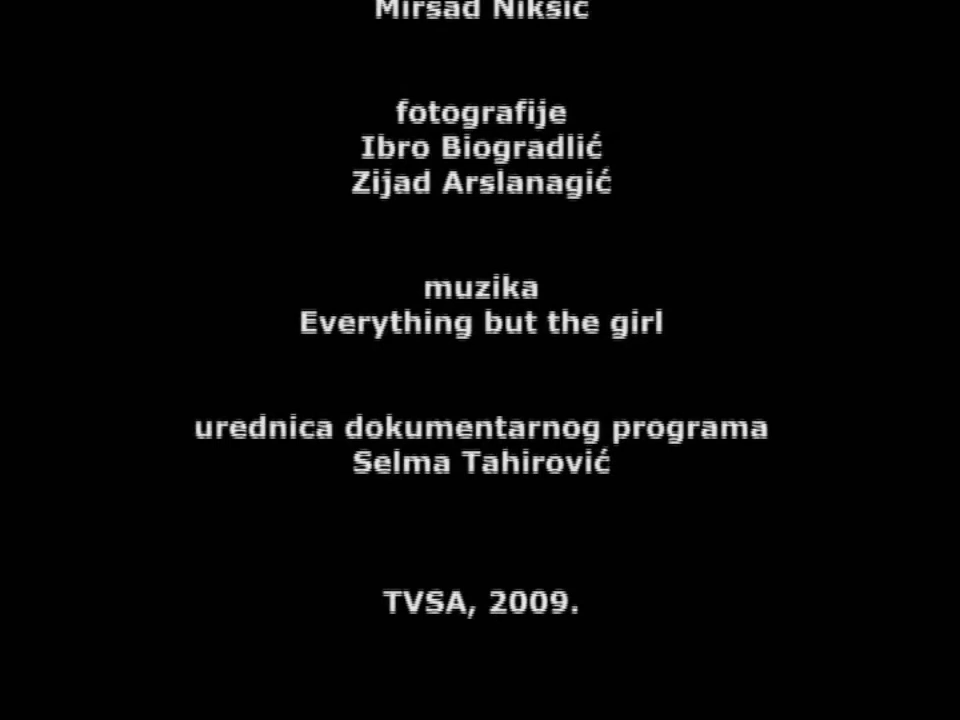 Mirsad Nikšić
fotografije
Ibro Biogradlić
Zijad Arslanagić
muzika
Everything but the girl
urednica dokumentarnog programa
Selma Tahirović
TVSA, 2009.